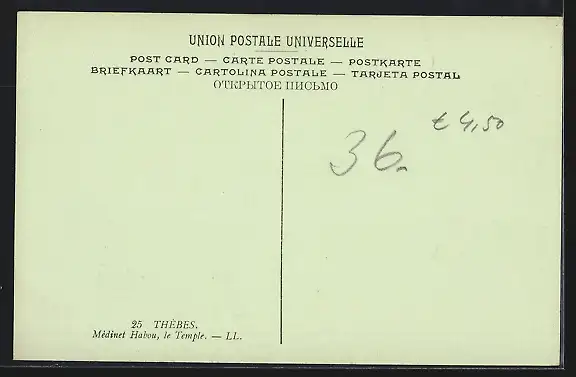 UNION POSTALE UNIVERSELLE
POST CARD — CARTE POSTALE — POSTKARTE
BRIEFKAART — CARTOLINA POSTALE — TARJETA POSTAL
ОТКРЫТОЕ ПИСЬМО
€ 4,50
36.
25 THÈBES.
Médinet Habou, le Temple. — LL.